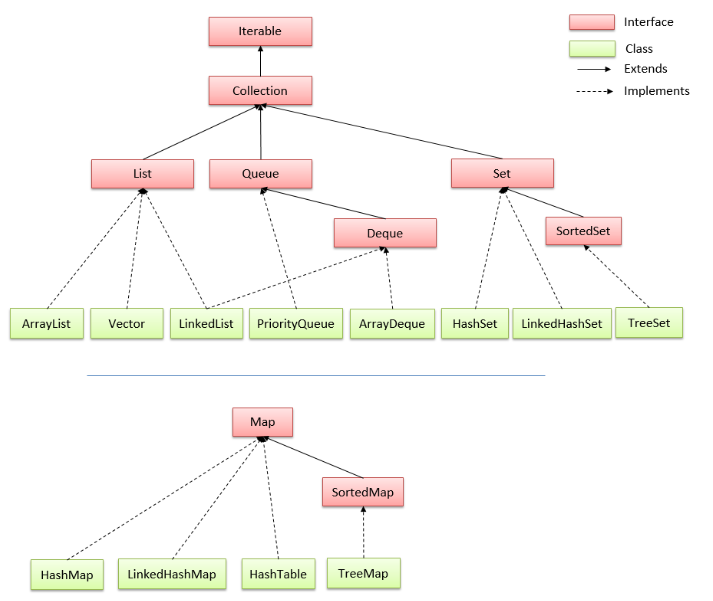 Iterable
Interface
Class
Extends
Implements
Collection
List
Queue
Set
Deque
SortedSet
ArrayList
Vector
LinkedList
PriorityQueue
ArrayDeque
HashSet
LinkedHashSet
TreeSet
Map
SortedMap
HashMap
LinkedHashMap
HashTable
TreeMap